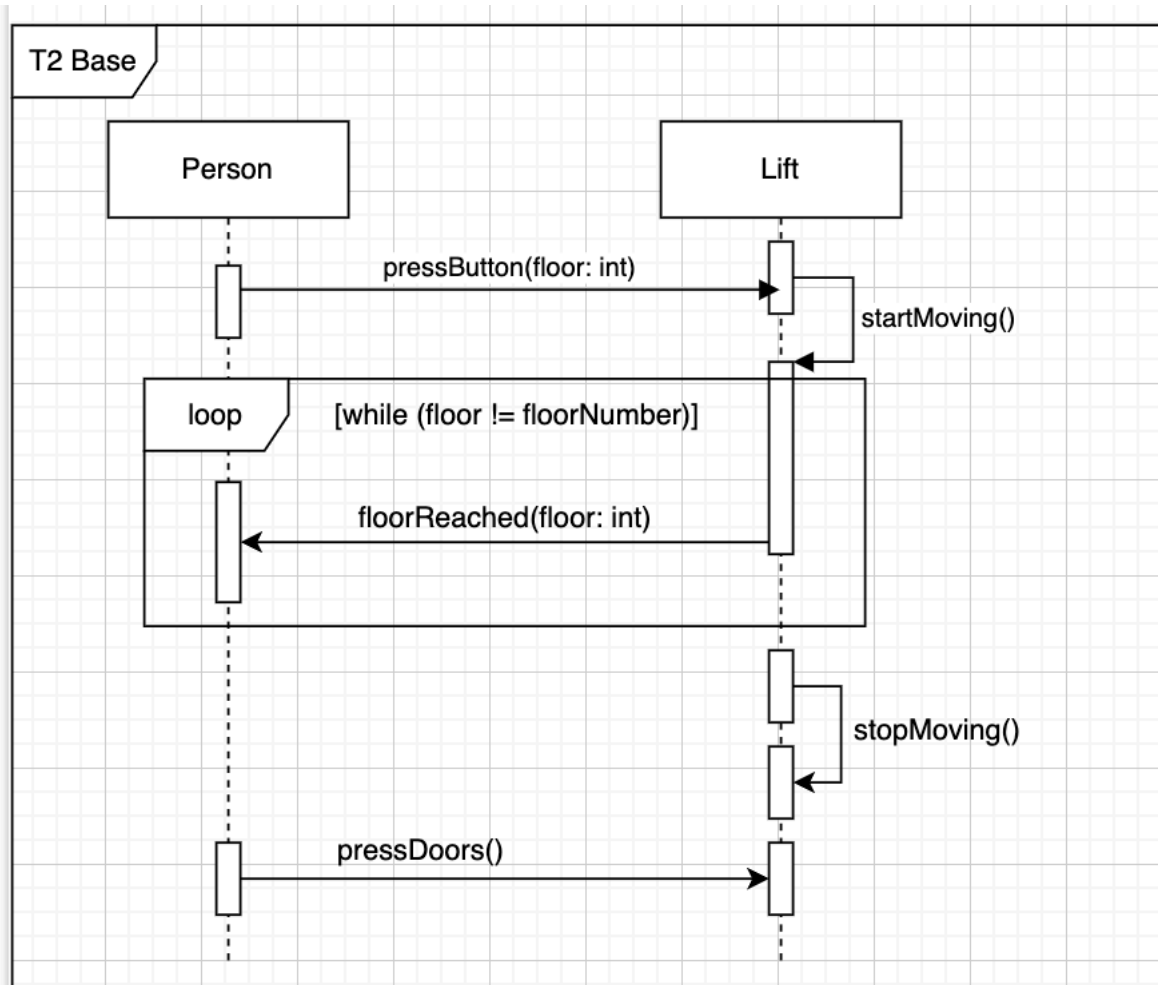 T2 Base
Person
Lift
pressButton(floor: int)
startMoving()
loop
[while (floor != floorNumber)]
floorReached(floor: int)
stopMoving()
pressDoors()